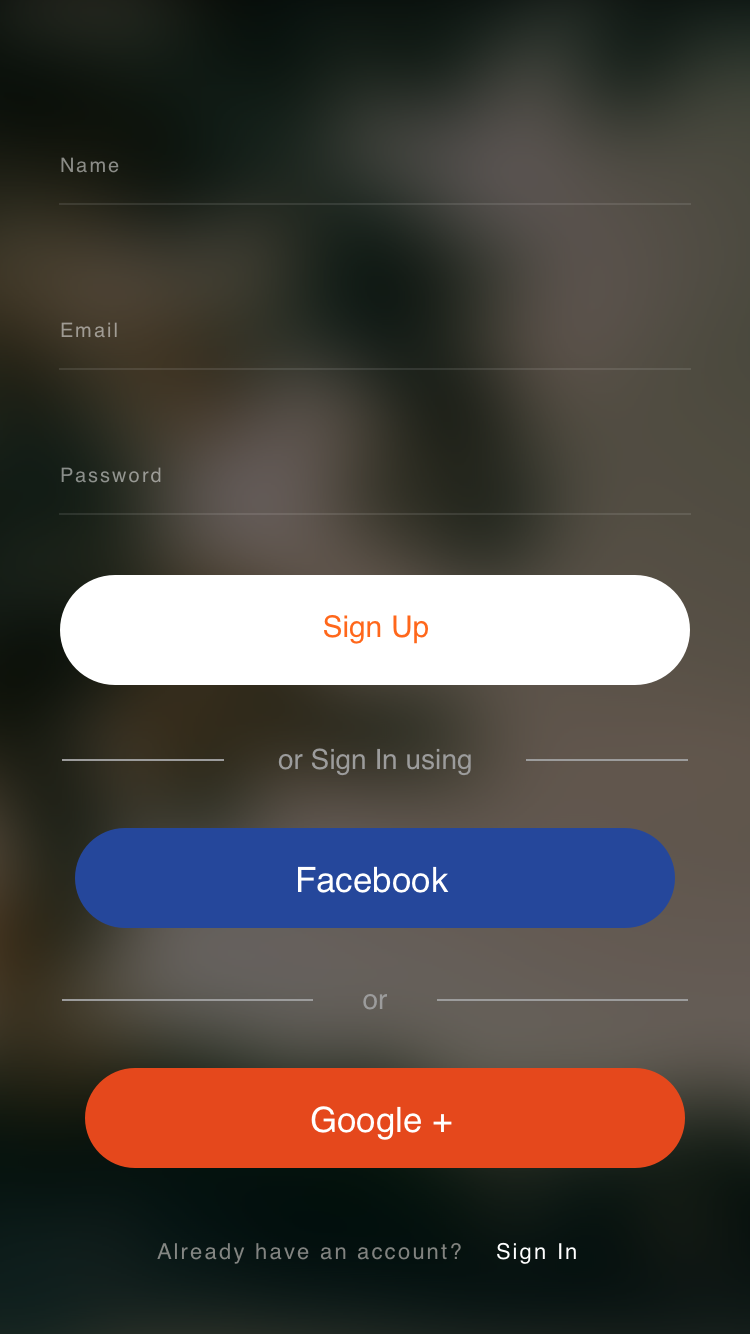 Name
Email
Password
Sign Up
or Sign In using
Facebook
or
Google +
Already have an account? Sign In